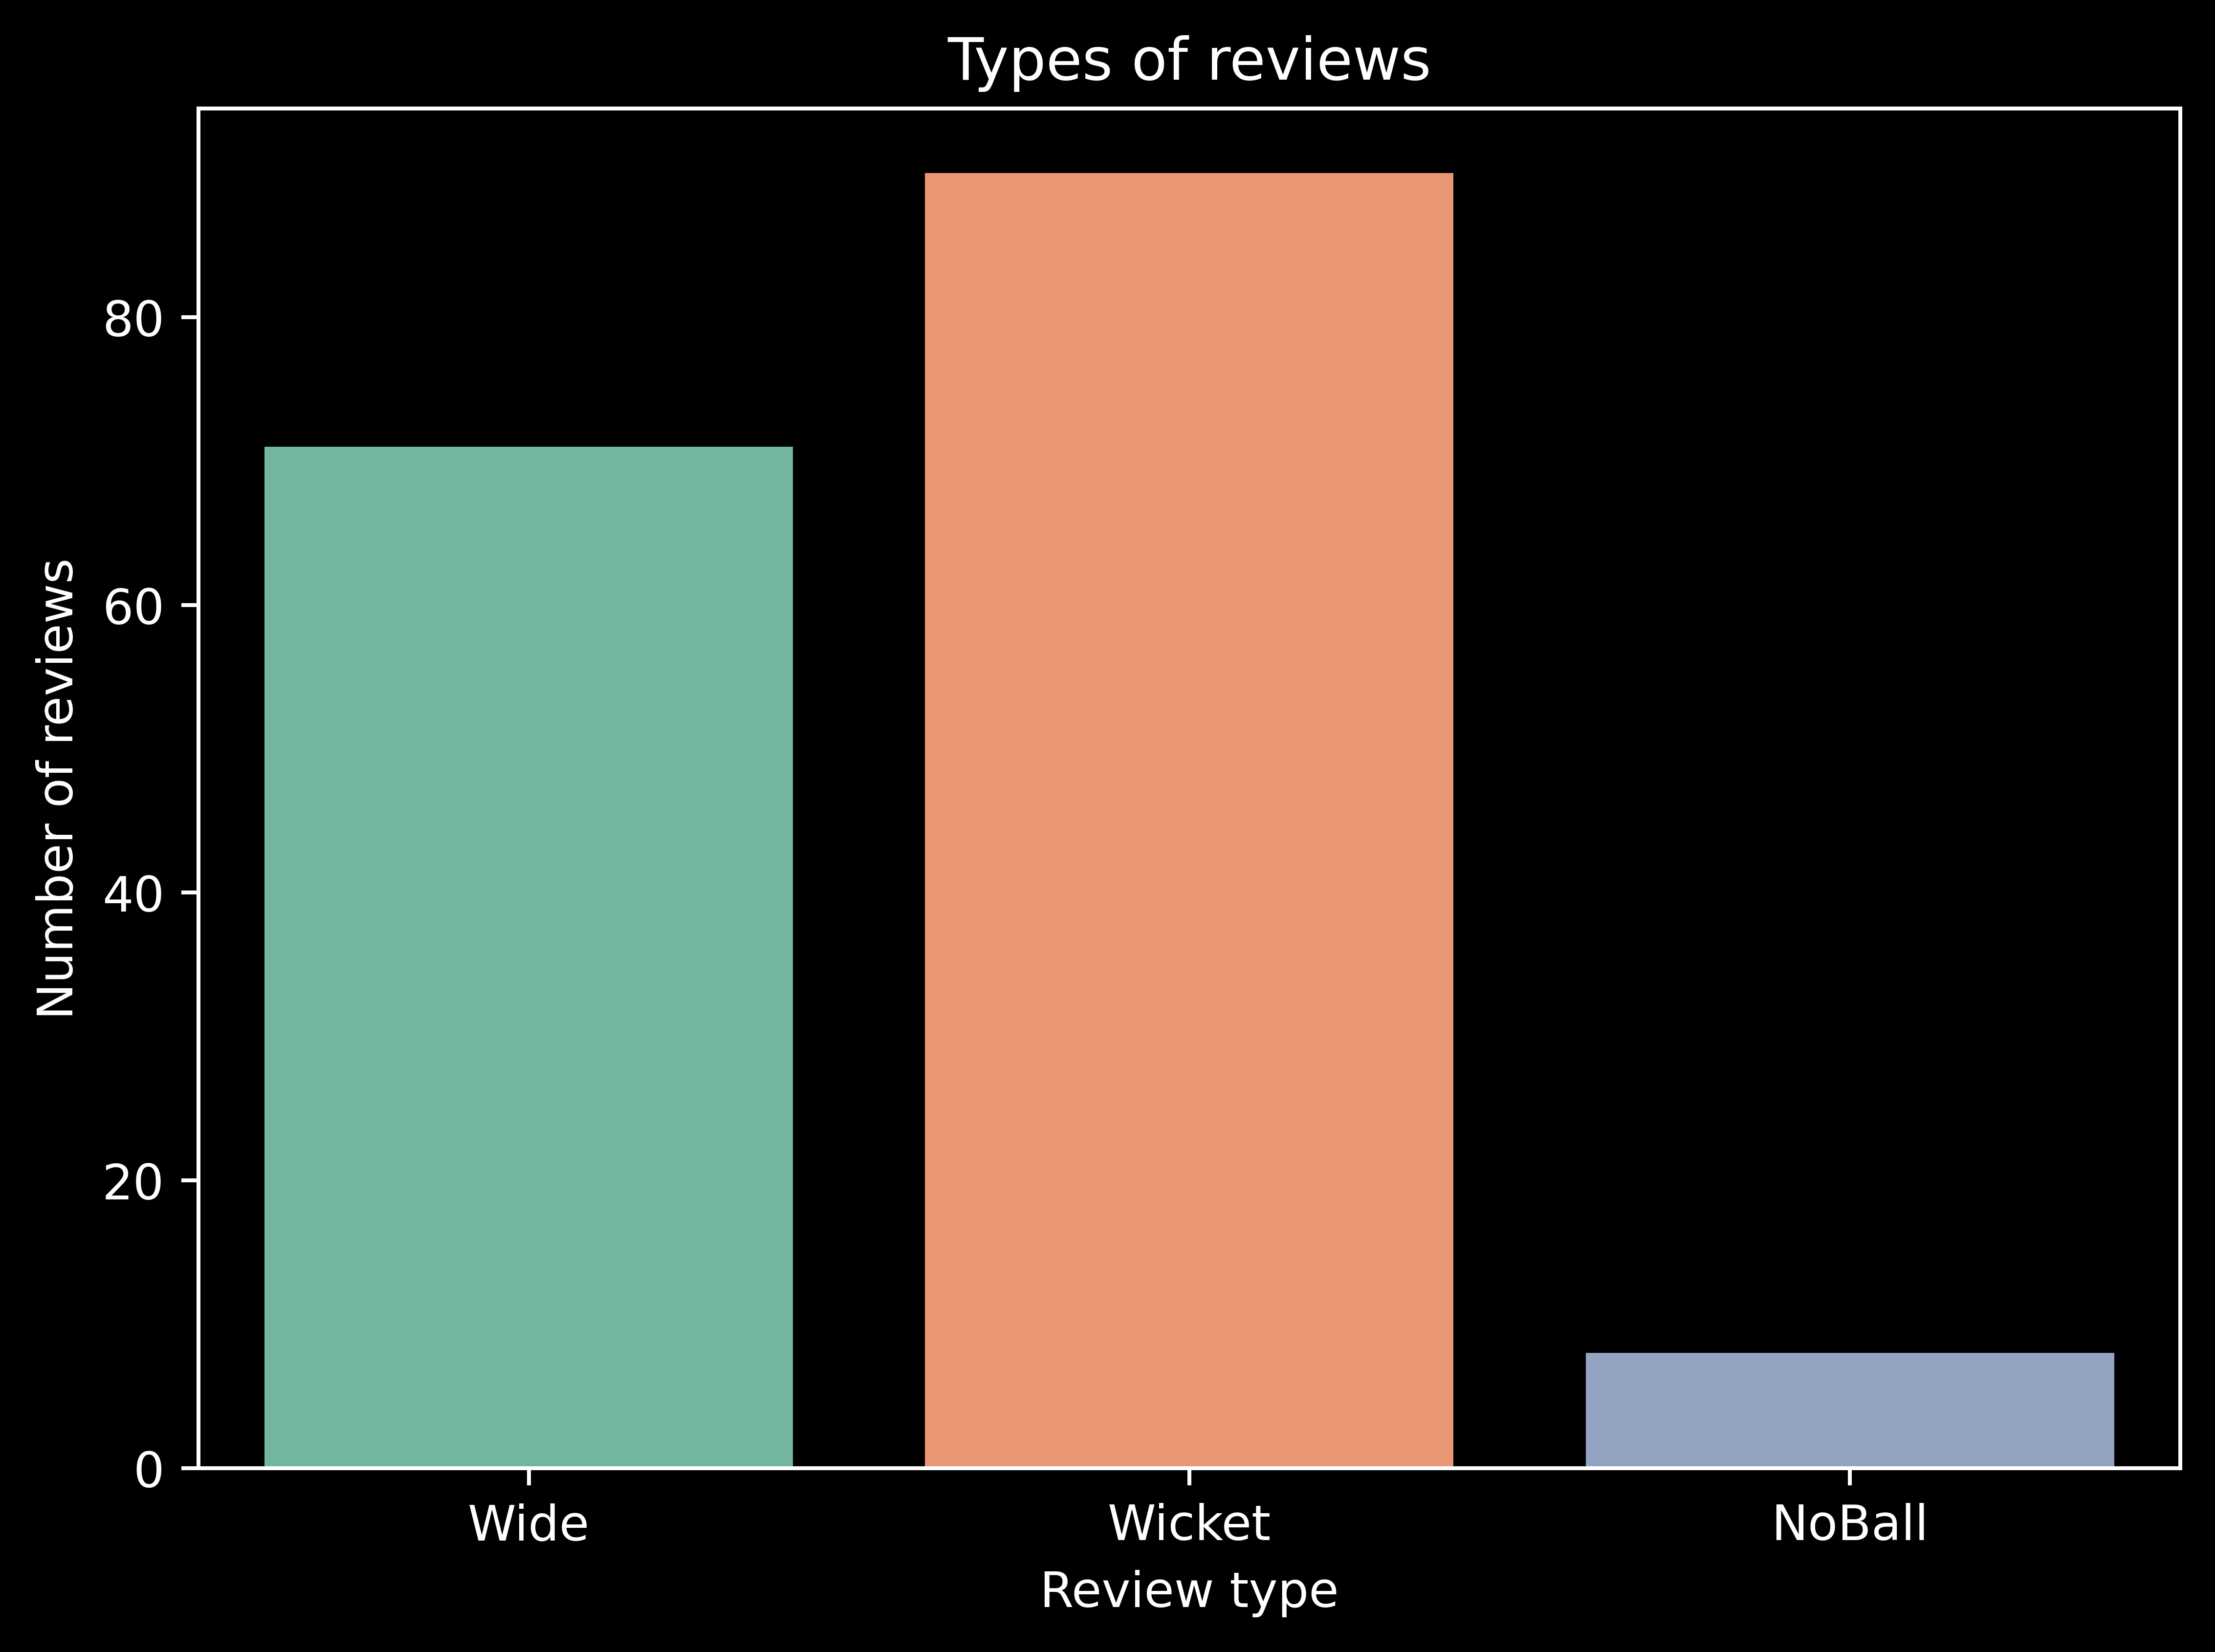 Types of reviews
Number of reviews
80
60
40
20
0
Wide
Wicket
NoBall
Review type